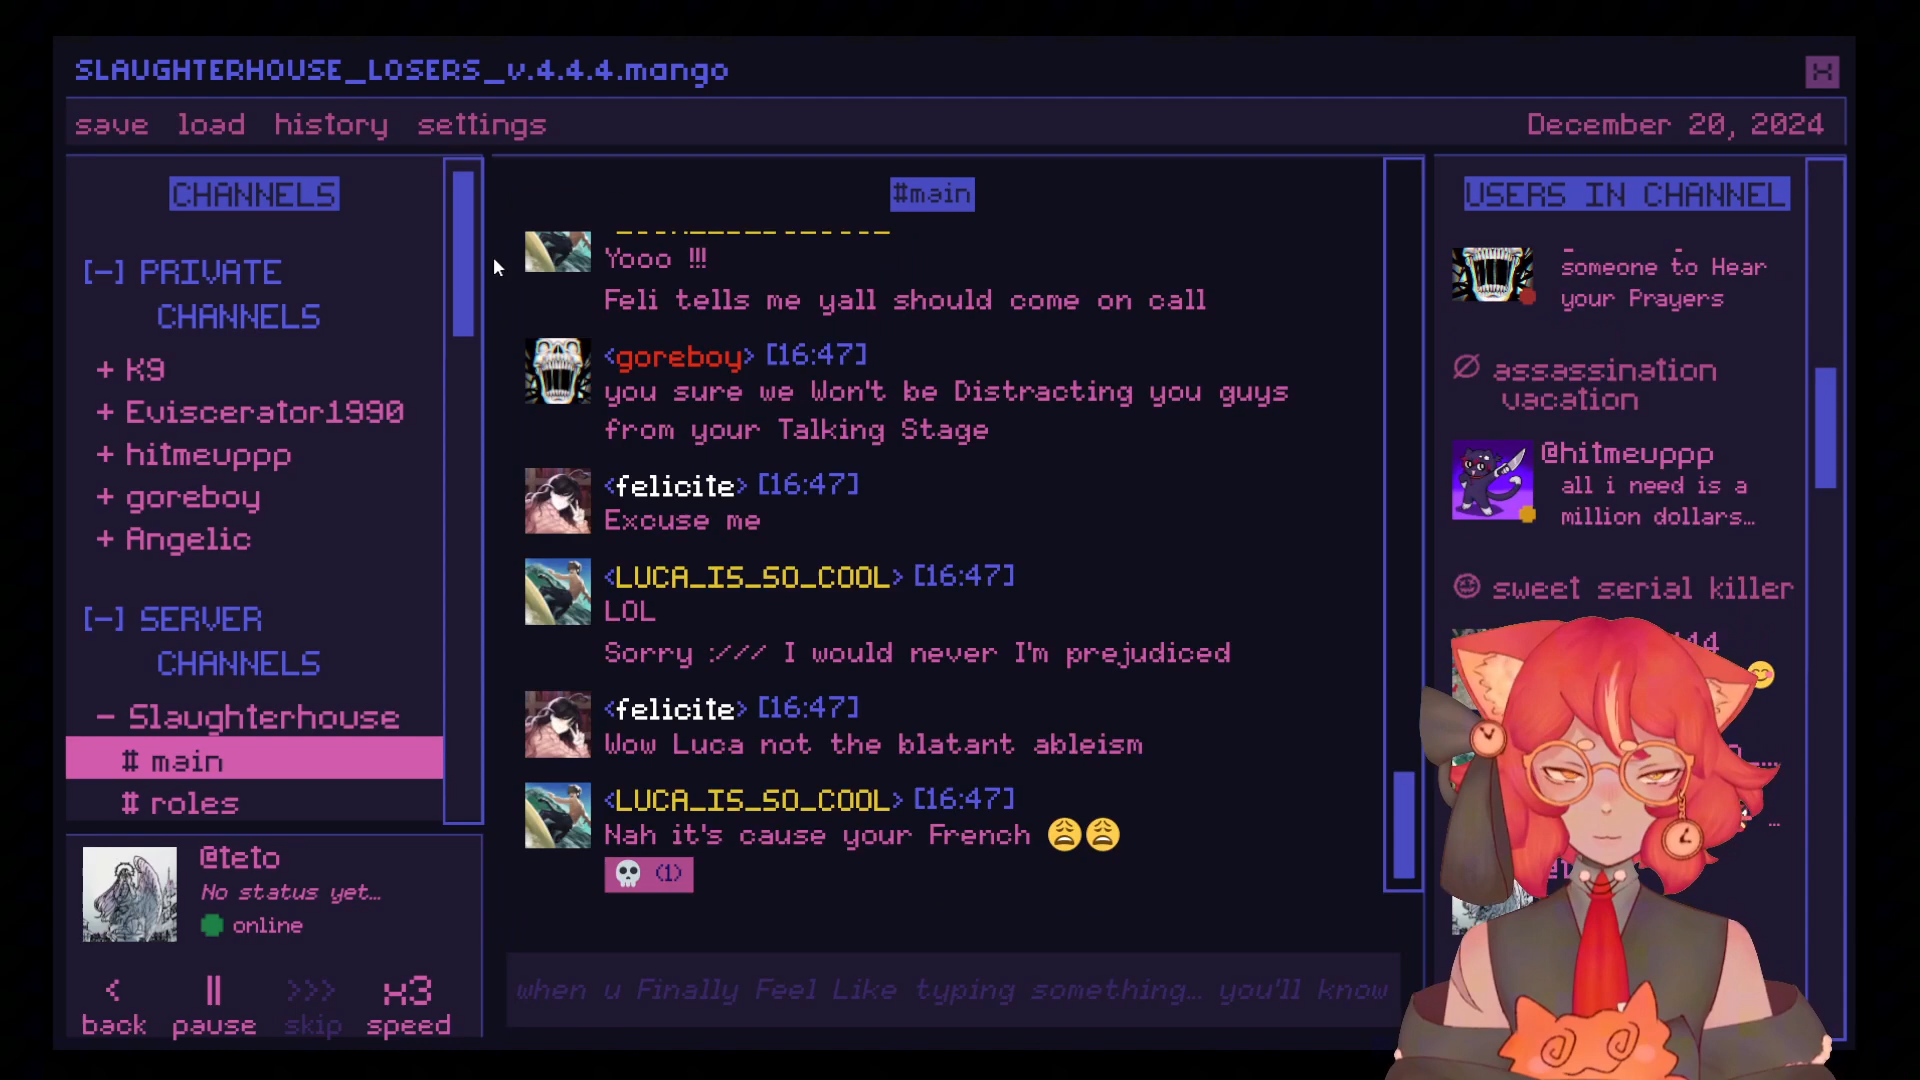 SLAUGHTERHOUSE_LOSERS_v.4.4.4.mango
save load history settings
December 20, 2024
CHANNELS
[-] PRIVATE
CHANNELS
+ K9
+ Eviscerator1990
+ hitmeuppp
+ goreboy
+ Angelic
[-] SERVER
CHANNELS
- Slaughterhouse
# main
# roles
@teto
No status yet…
online
< || >>> x3
back pause skip speed
#main
Yooo !!!
Feli tells me yall should come on call
<goreboy> [16:47]
you sure we Won't be Distracting you guys
from your Talking Stage
<felicite> [16:47]
Excuse me
<LUCA_IS_SO_COOL> [16:47]
LOL
Sorry :/// I would never I'm prejudiced
<felicite> [16:47]
Wow Luca not the blatant ableism
<LUCA_IS_SO_COOL> [16:47]
Nah it's cause your French 😩😩
💀 (1)
when u Finally Feel Like typing something… you'll know
USERS IN CHANNEL
someone to Hear
your Prayers
assassination
vacation
@hitmeuppp
all i need is a
million dollars…
sweet serial killer